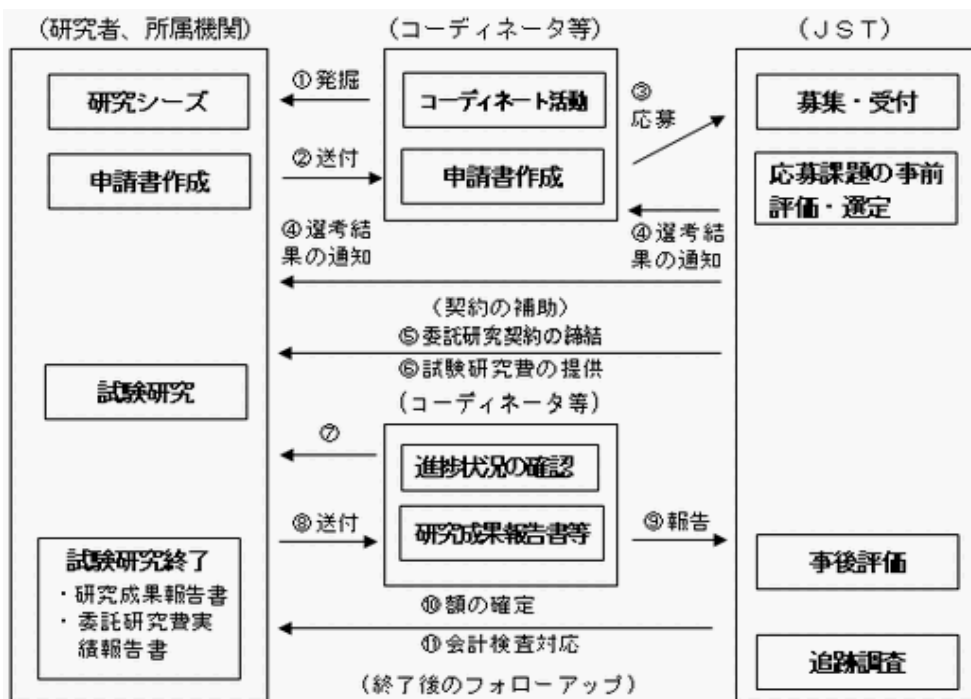 (研究者、所属機関)
(コーディネータ等)
(JST)
研究シーズ
①発掘
コーディネート活動
③
応募
募集・受付
申請書作成
②送付
申請書作成
応募課題の事前
評価・選定
④選考結
果の通知
④選考結
果の通知
(契約の補助)
⑤委託研究契約の締結
⑥試験研究費の提供
試験研究
(コーディネータ等)
⑦
進捗状況の確認
⑧送付
研究成果報告書等
⑨報告
試験研究終了
・研究成果報告書
・委託研究費実
績報告書
事後評価
⑩額の確定
⑪会計検査対応
追跡調査
(終了後のフォローアップ)